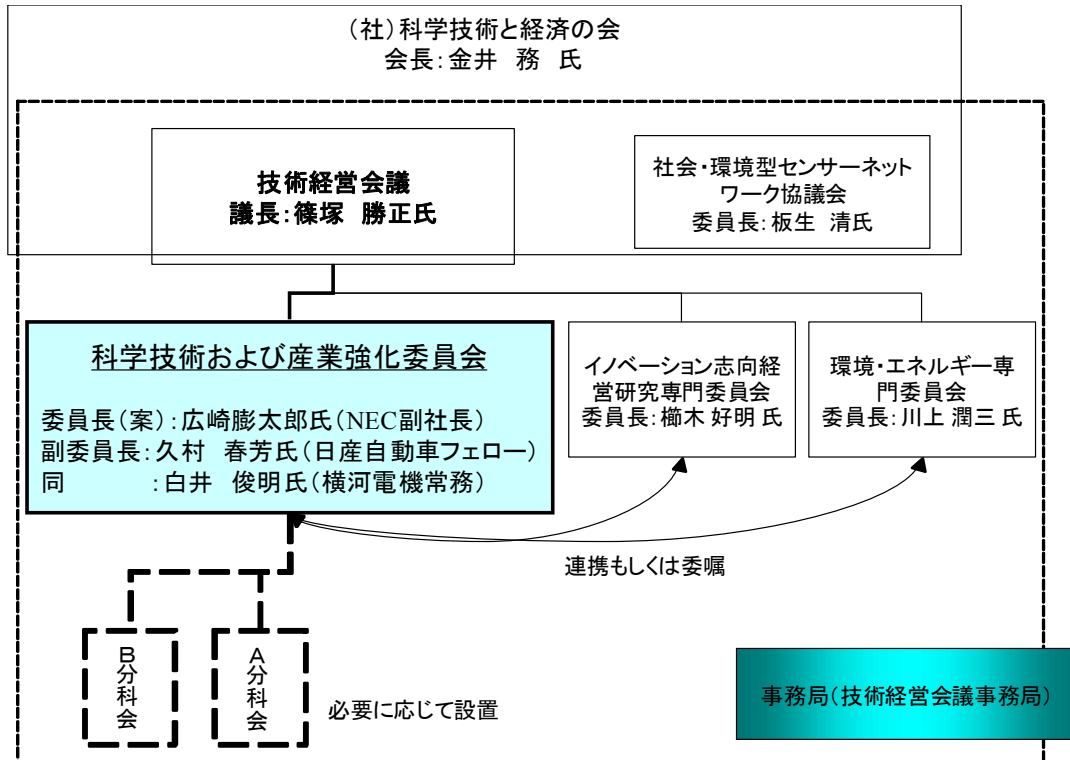 (社)科学技術と経済の会
会長:金井 務 氏
技術経営会議
議長:篠塚 勝正氏
社会・環境型センサーネット
ワーク協議会
委員長:板生 清氏
科学技術および産業強化委員会
委員長(案):広崎膨太郎氏(NEC副社長)
副委員長:久村 春芳氏(日産自動車フェロー)
同 :白井 俊明氏(横河電機常務)
イノベーション志向経
営研究専門委員会
委員長:櫛木 好明 氏
環境・エネルギー専
門委員会
委員長:川上 潤三 氏
連携もしくは委嘱
B分科会
A分科会
必要に応じて設置
事務局(技術経営会議事務局)